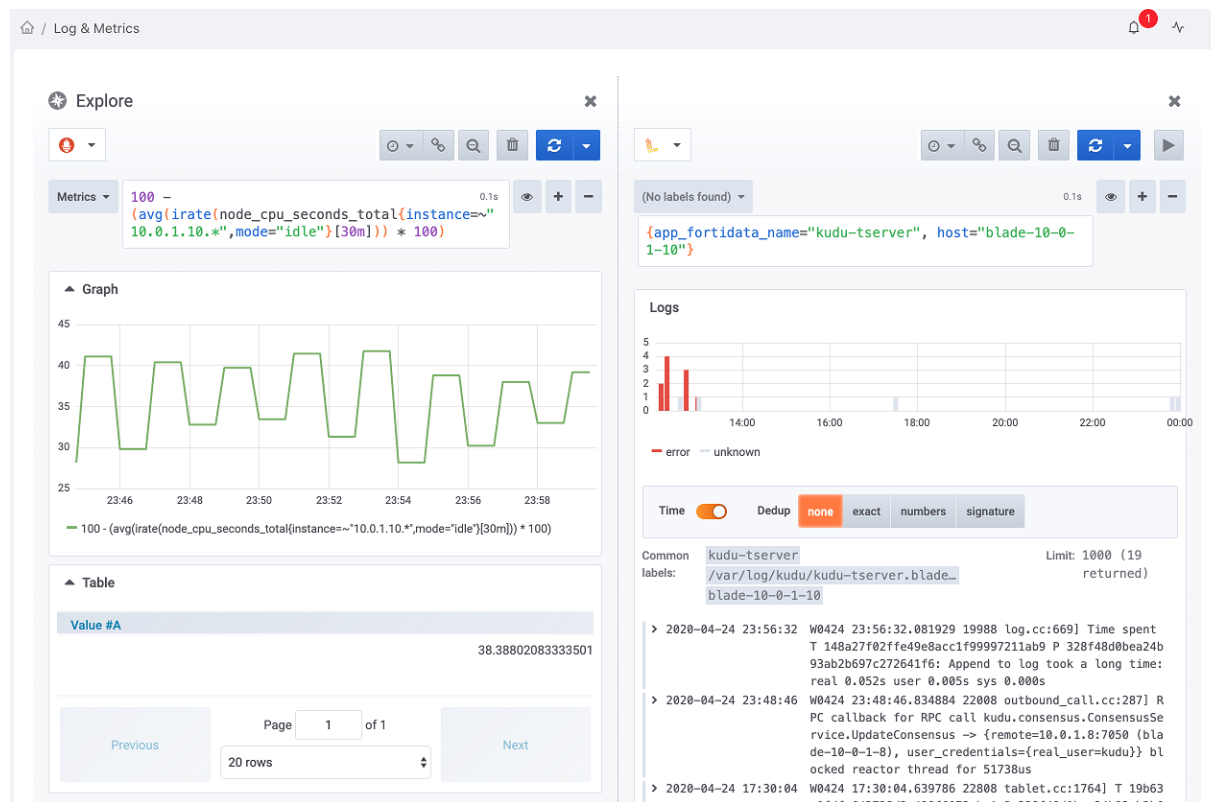 / Log & Metrics
1
Explore
Metrics
100 -
0.1s
(avg(irate(node_cpu_seconds_total{instance=~"
10.0.1.10.*",mode="idle"}[30m])) * 100)
Graph
45
40
35
30
25
23:46 23:48 23:50 23:52 23:54 23:56 23:58
100 - (avg(irate(node_cpu_seconds_total{instance=~"10.0.1.10.*",mode="idle"}[30m])) * 100)
Table
Value #A
38.38802083333501
Previous
Page 1 of 1
20 rows
Next
(No labels found)
0.1s
{app_fortidata_name="kudu-tserver", host="blade-10-0-
1-10"}
Logs
5
4
3
2
1
0
14:00 16:00 18:00 20:00 22:00 00:00
error unknown
Time Dedup none exact numbers signature
Common
labels:
kudu-tserver
/var/log/kudu/kudu-tserver.blade…
blade-10-0-1-10
Limit: 1000 (19
returned)
2020-04-24 23:56:32 W0424 23:56:32.081929 19988 log.cc:669] Time spent
T 148a27f02ffe49e8acc1f99997211ab9 P 328f48d0bea24b
93ab2b697c272641f6: Append to log took a long time:
real 0.052s user 0.005s sys 0.000s
2020-04-24 23:48:46 W0424 23:48:46.834884 22008 outbound_call.cc:287] R
PC callback for RPC call kudu.consensus.ConsensusSe
rvice.UpdateConsensus -> {remote=10.0.1.8:7050 (bla
de-10-0-1-8), user_credentials={real_user=kudu}} bl
ocked reactor thread for 51738us
2020-04-24 17:30:04 W0424 17:30:04.639786 22808 tablet.cc:1764] T 19b63